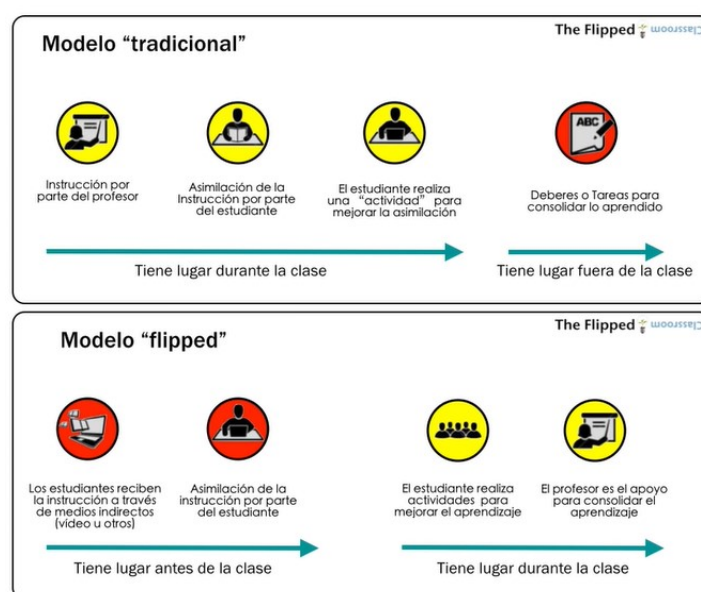 Modelo “tradicional”
The Flipped Classroom
ABC
Instrucción por
parte del profesor
Asimilación de la
Instrucción por parte
del estudiante
El estudiante realiza
una “actividad” para
mejorar la asimilación
Deberes o Tareas para
consolidar lo aprendido
Tiene lugar durante la clase
Tiene lugar fuera de la clase
Modelo “flipped”
The Flipped Classroom
Los estudiantes reciben
la instrucción a través
de medios indirectos
(vídeo u otros)
Asimilación de la
instrucción por parte
del estudiante
El estudiante realiza
actividades para
mejorar el aprendizaje
El profesor es el apoyo
para consolidar el
aprendizaje
Tiene lugar antes de la clase
Tiene lugar durante la clase